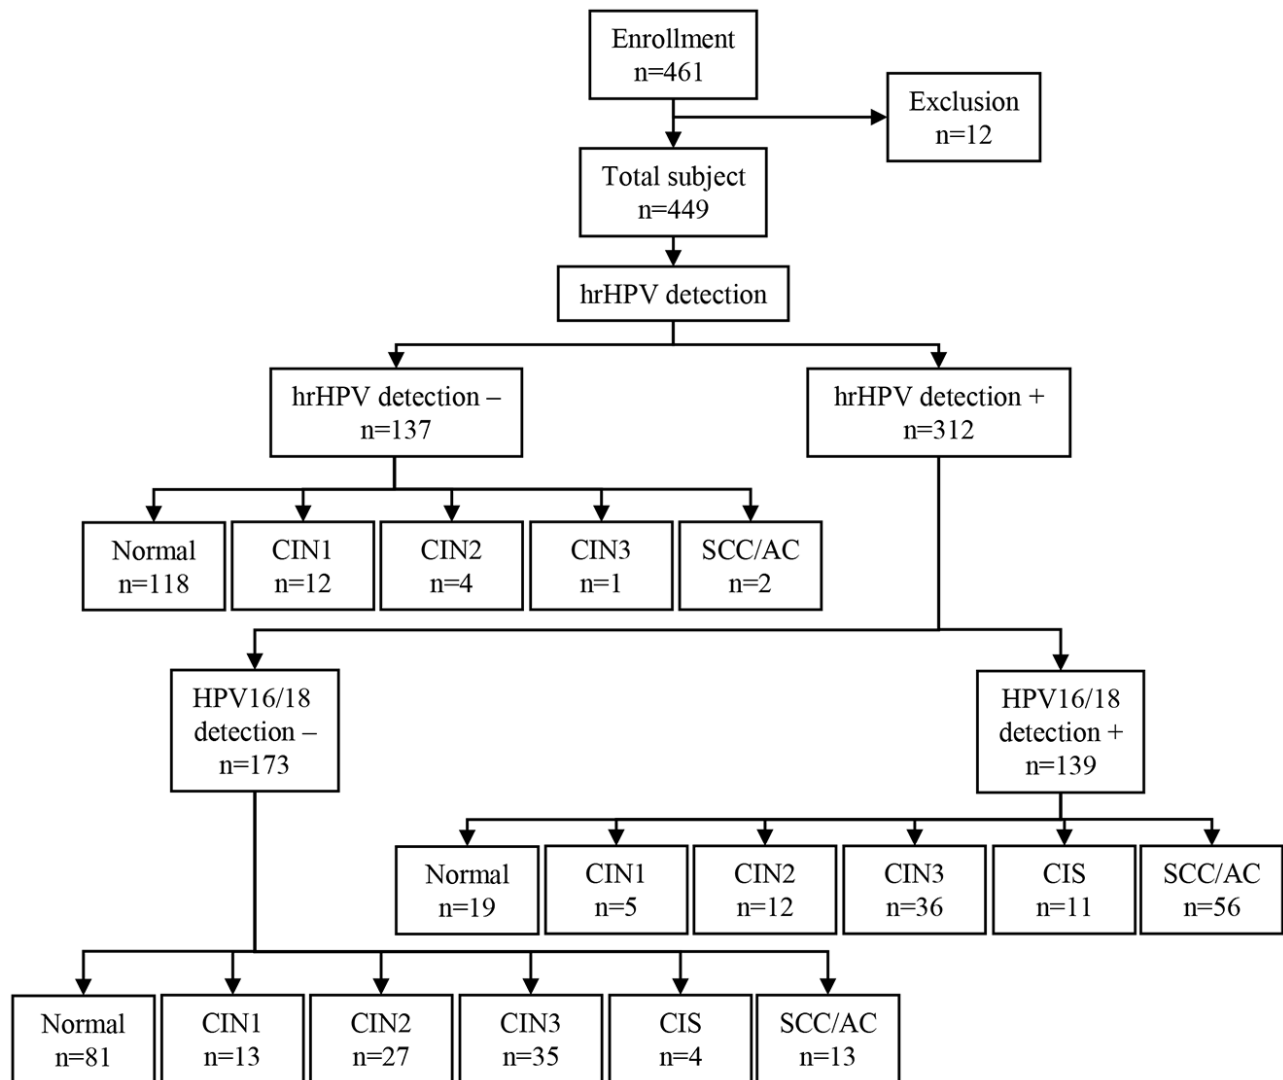 Enrollment
n=461
Exclusion
n=12
Total subject
n=449
hrHPV detection
hrHPV detection –
n=137
hrHPV detection +
n=312
Normal
n=118
CIN1
n=12
CIN2
n=4
CIN3
n=1
SCC/AC
n=2
HPV16/18
detection –
n=173
HPV16/18
detection +
n=139
Normal
n=19
CIN1
n=5
CIN2
n=12
CIN3
n=36
CIS
n=11
SCC/AC
n=56
Normal
n=81
CIN1
n=13
CIN2
n=27
CIN3
n=35
CIS
n=4
SCC/AC
n=13